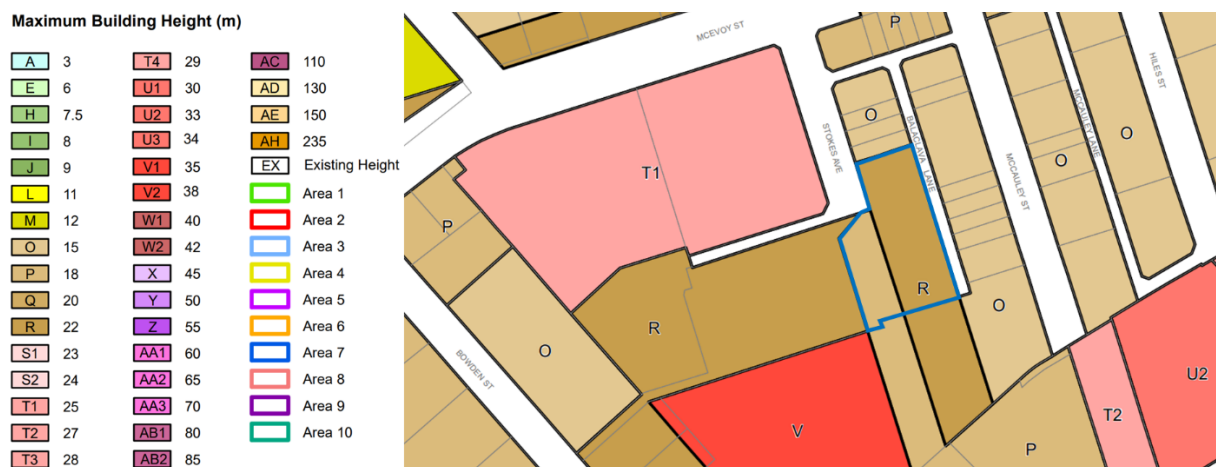 Maximum Building Height (m)
A 3
E 6
H 7.5
I 8
J 9
L 11
M 12
O 15
P 18
Q 20
R 22
S1 23
S2 24
T1 25
T2 27
T3 28
T4 29
U1 30
U2 33
U3 34
V1 35
V2 38
W1 40
W2 42
X 45
Y 50
Z 55
AA1 60
AA2 65
AA3 70
AB1 80
AB2 85
AC 110
AD 130
AE 150
AH 235
EX Existing Height
Area 1
Area 2
Area 3
Area 4
Area 5
Area 6
Area 7
Area 8
Area 9
Area 10
MCEVOY ST
P
HILES ST
O
STOKES AVE
BALACLAVA LANE
MCCAULEY LANE
O
O
T1
MCCAULEY ST
P
R
O
R
O
BOWDEN ST
U2
T2
V
P